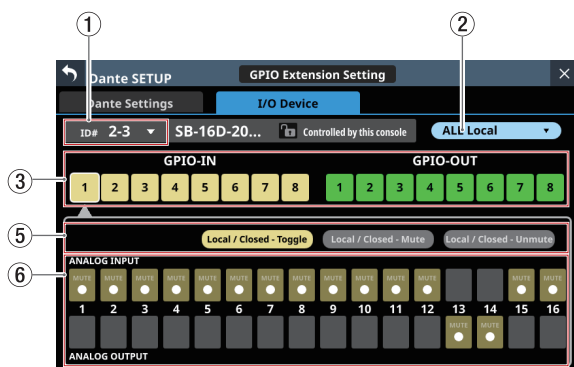 1
2
Dante SETUP
GPIO Extension Setting
Dante Settings
I/O Device
ID# 2-3
SB-16D-20...
Controlled by this console
ALL Local
GPIO-IN
GPIO-OUT
3
1 2 3 4 5 6 7 8 1 2 3 4 5 6 7 8
5
Local / Closed - Toggle
Local / Closed - Mute
Local / Closed - Unmute
6
ANALOG INPUT
MUTE MUTE MUTE MUTE MUTE MUTE MUTE MUTE MUTE MUTE MUTE MUTE MUTE MUTE
1 2 3 4 5 6 7 8 9 10 11 12 13 14 15 16
MUTE MUTE
ANALOG OUTPUT